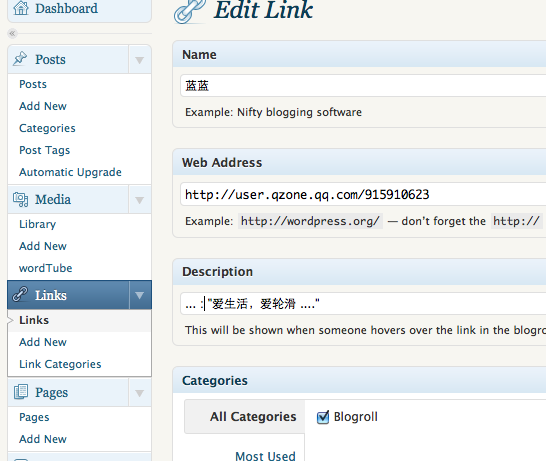 Dashboard
Edit Link
«
Posts
Posts
Add New
Categories
Post Tags
Automatic Upgrade
Media
Library
Add New
wordTube
Links
Links
Add New
Link Categories
Pages
Pages
Add New
Name
蓝蓝
Example: Nifty blogging software
Web Address
http://user.qzone.qq.com/915910623
Example: http://wordpress.org/ — don’t forget the http://
Description
... : "爱生活，爱轮滑 ...."
This will be shown when someone hovers over the link in the blogro
Categories
All Categories
Blogroll
Most Used